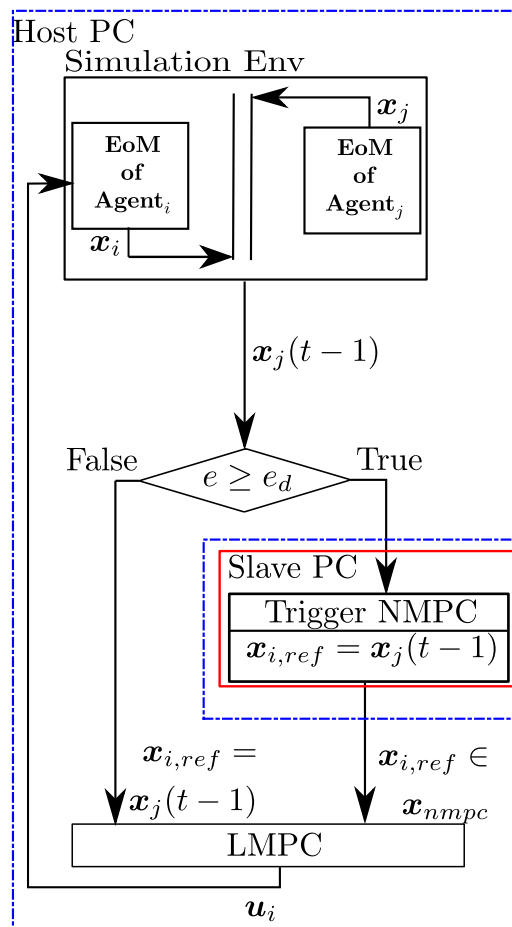 Host PC
Simulation Env
EoM
of
Agent_i
x_i
x_j
EoM
of
Agent_j
x_j(t − 1)
False
e ≥ e_d
True
Slave PC
Trigger NMPC
x_{i,ref} = x_j(t − 1)
x_{i,ref} =
x_j(t − 1)
x_{i,ref} ∈
x_{nmpc}
LMPC
u_i